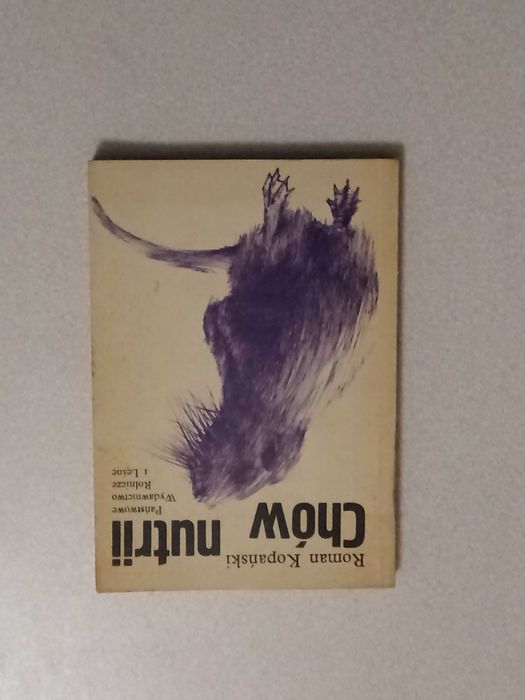 Roman Kopański
Chów
nutrii
Państwowe
Wydawnictwo
Rolnicze
i Leśne